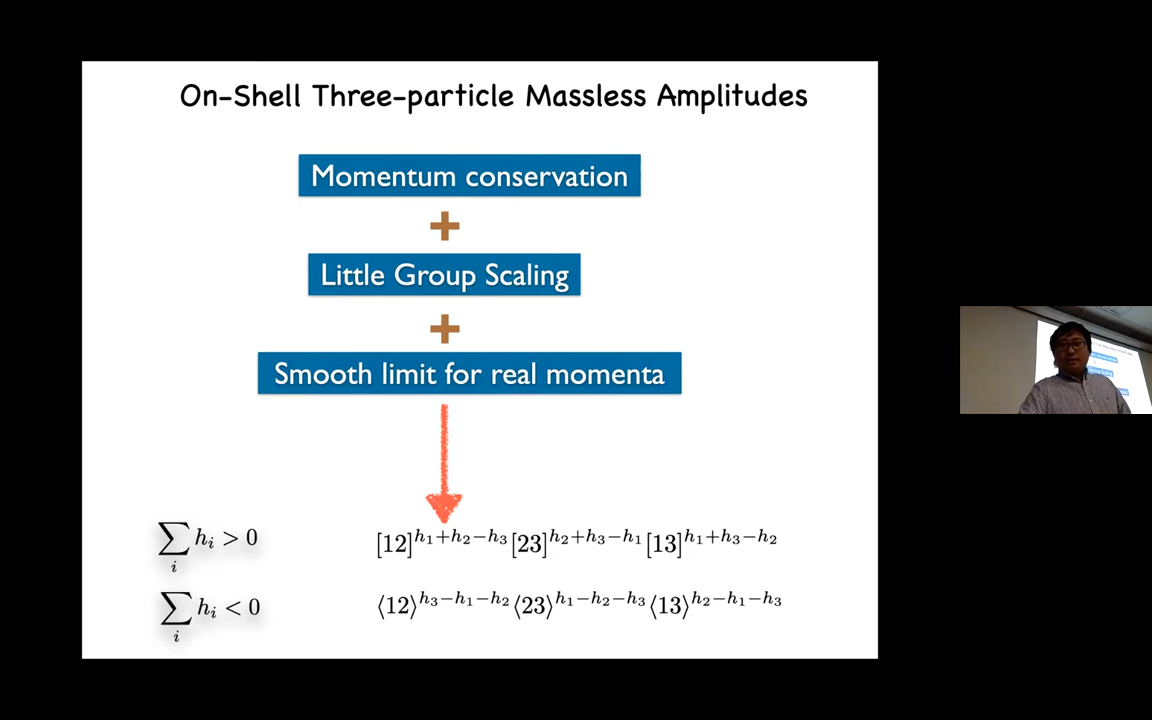 On-Shell Three-particle Massless Amplitudes
Momentum conservation
+
Little Group Scaling
+
Smooth limit for real momenta
∑_i h_i > 0 [12]^{h_1+h_2−h_3}[23]^{h_2+h_3−h_1}[13]^{h_1+h_3−h_2}
∑_i h_i < 0 ⟨12⟩^{h_3−h_1−h_2}⟨23⟩^{h_1−h_2−h_3}⟨13⟩^{h_2−h_1−h_3}